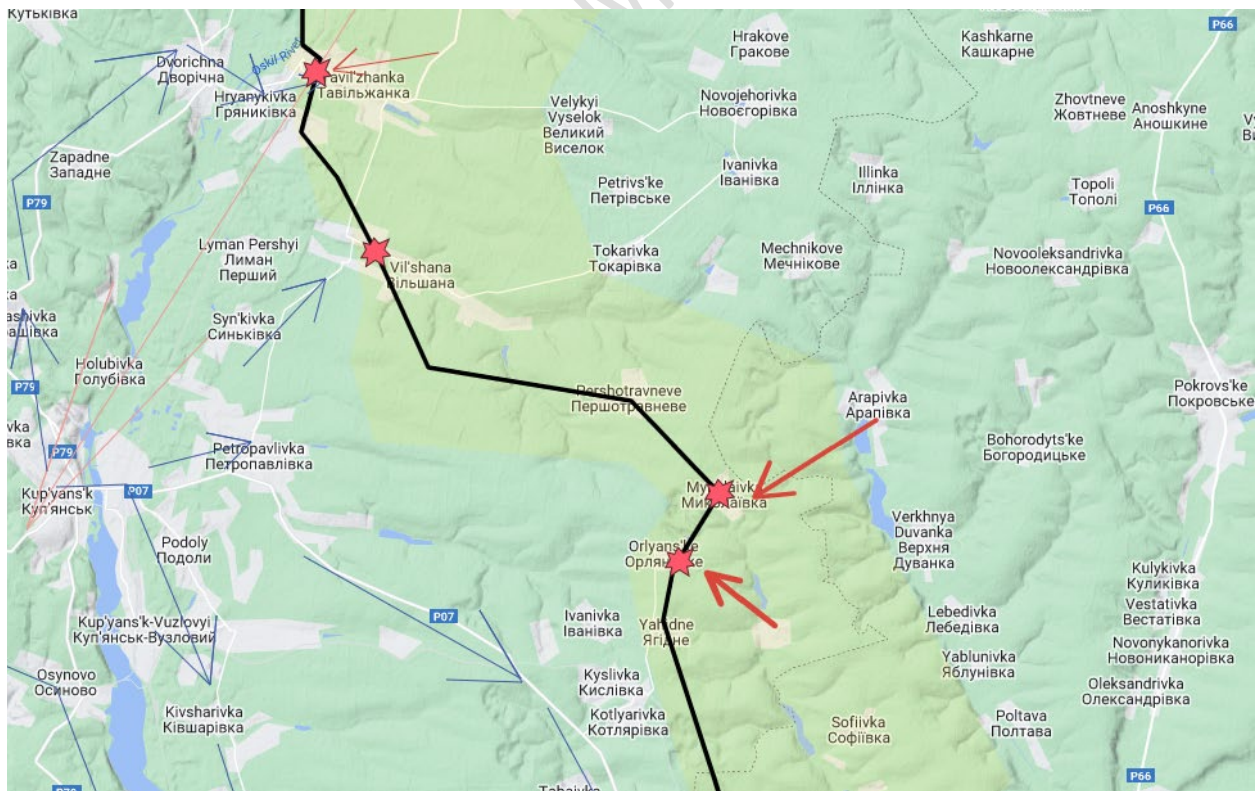 Кутьківка
P66
Hrakove
Гракове
Kashkarne
Кашкарне
P66
Dvorichna
Дворічна
Oskil River
Тавільжанка
Hryanykivka
Гряниківка
Velykyi
Vyselok
Великий
Виселок
Novojehorivka
Новоєгорівка
Zhovtneve
Жовтневе
Anoshkyne
Аношкине
Zapadne
Западне
Ivanivka
Іванівка
Illinka
Іллінка
Petrivs'ke
Петрівське
Topoli
Тополі
P79
P66
Lyman Pershyi
Лиман
Перший
Tokarivka
Токарівка
Mechnikove
Мечнікове
Novooleksandrivka
Новоолександрівка
Vil'shana
Вільшана
Syn'kivka
Синьківка
Holubivka
Голубівка
P79
Pershotravneve
Першотравневе
Arapivka
Арапівка
Pokrovs'ke
Покровське
Bohorodyts'ke
Богородицьке
P79
Petropavlivka
Петропавлівка
Kup'yans'k
Куп'янськ
P07
Миколаївка
Verkhnya
Duvanka
Верхня
Дуванка
Podoly
Подоли
Kulykivka
Куликівка
Vestativka
Вестатівка
Ivanivka
Іванівка
P07
Kup'yans'k-Vuzlovyi
Куп'янськ-Вузловий
Yahidne
Ягідне
Lebedivka
Лебедівка
Novonykanorivka
Новониканорівка
Yablunivka
Яблунівка
Osynovo
Осиново
Kyslivka
Кислівка
Oleksandrivka
Олександрівка
Kivsharivka
Ківшарівка
Kotlyarivka
Котлярівка
Sofiivka
Софіївка
Poltava
Полтава
P66